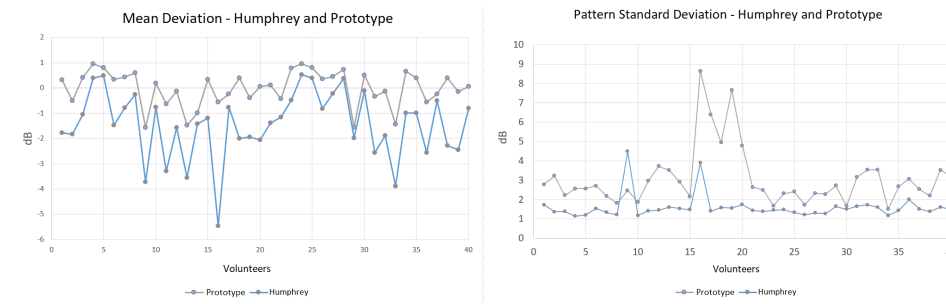 Mean Deviation - Humphrey and Prototype
2
1
0
-1
-2
-3
-4
-5
-6
dB
0 5 10 15 20 25 30 35 40
Volunteers
Prototype Humphrey
Pattern Standard Deviation - Humphrey and Prototype
10
9
8
7
6
5
4
3
2
1
0
dB
0 5 10 15 20 25 30 35
Volunteers
Prototype Humphrey